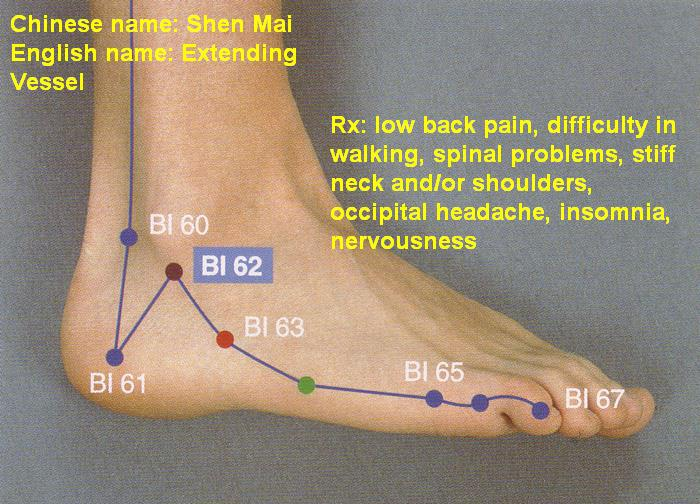 Chinese name: Shen Mai
English name: Extending
Vessel
Rx: low back pain, difficulty in
walking, spinal problems, stiff
neck and/or shoulders,
occipital headache, insomnia,
nervousness
Bl 60
Bl 62
Bl 63
Bl 61
Bl 65
Bl 67